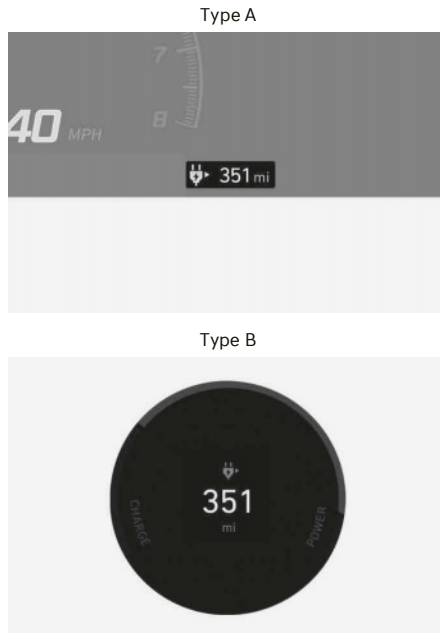 Type A
7
40 MPH
8
351 mi
Type B
351
mi
CHARGE
POWER